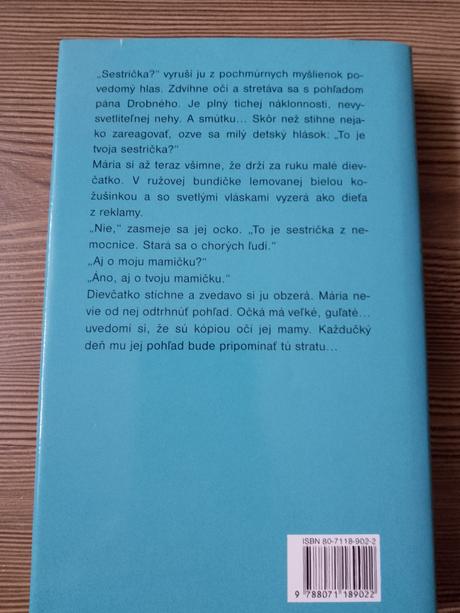 „Sestrička?" vyruší ju z pochmúrnych myšlienok po-
vedomý hlas. Zdvihne oči a stretáva sa s pohľadom
pána Drobného. Je plný tichej náklonnosti, nevy-
svetliteľnej nehy. A smútku... Skôr než stihne neja-
ko zareagovať, ozve sa milý detský hlások: „To je
tvoja sestrička?"
Mária si až teraz všimne, že drží za ruku malé diev-
čatko. V ružovej bundičke lemovanej bielou ko-
žušinkou a so svetlými vláskami vyzerá ako dieťa
z reklamy.
„Nie,“ zasmeje sa jej ocko. „To je sestrička z ne-
mocnice. Stará sa o chorých ľudí."
„Aj o moju mamičku?"
„Áno, aj o tvoju mamičku."
Dievčatko stíchne a zvedavo si ju obzerá. Mária ne-
vie od nej odtrhnúť pohľad. Očká má veľké, guľaté...
uvedomí si, že sú kópiou očí jej mamy. Každučký
deň mu jej pohľad bude pripomínať tú stratu...
ISBN 80-7118-902-2
9 788071 189022